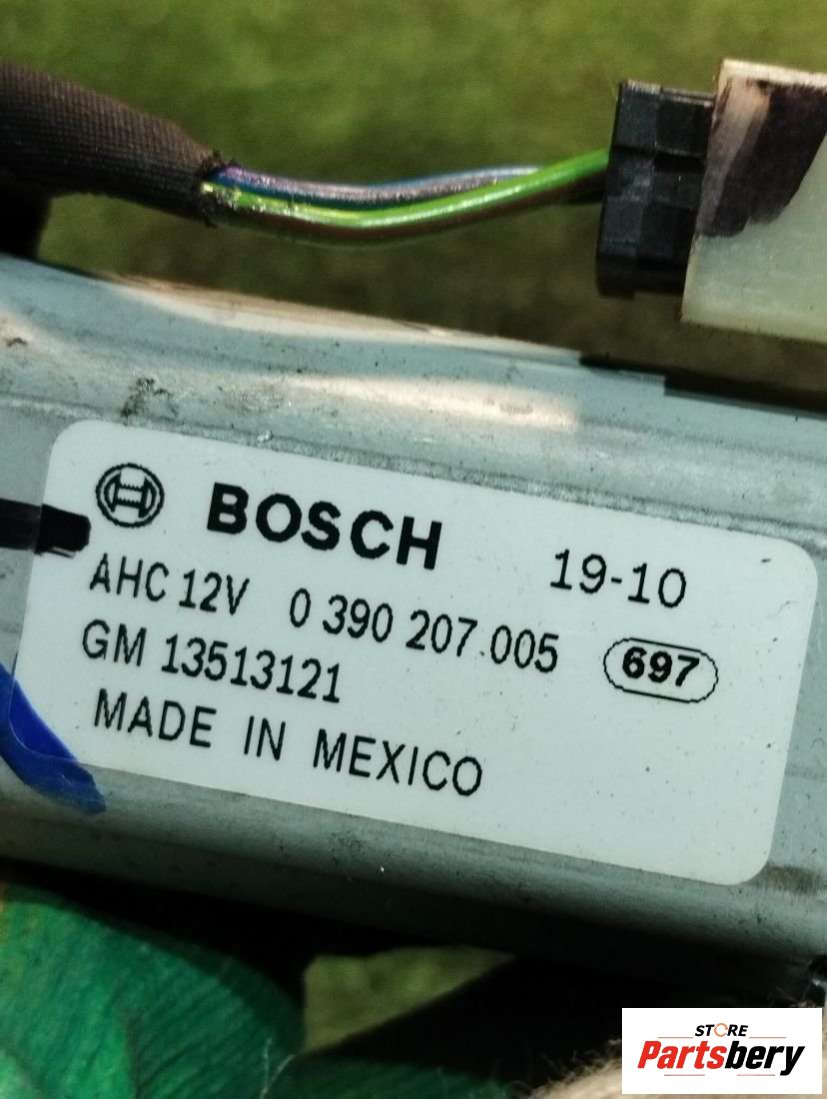 BOSCH 19-10
AHC 12V 0 390 207 005 697
GM 13513121
MADE IN MEXICO
STORE
Partsbery